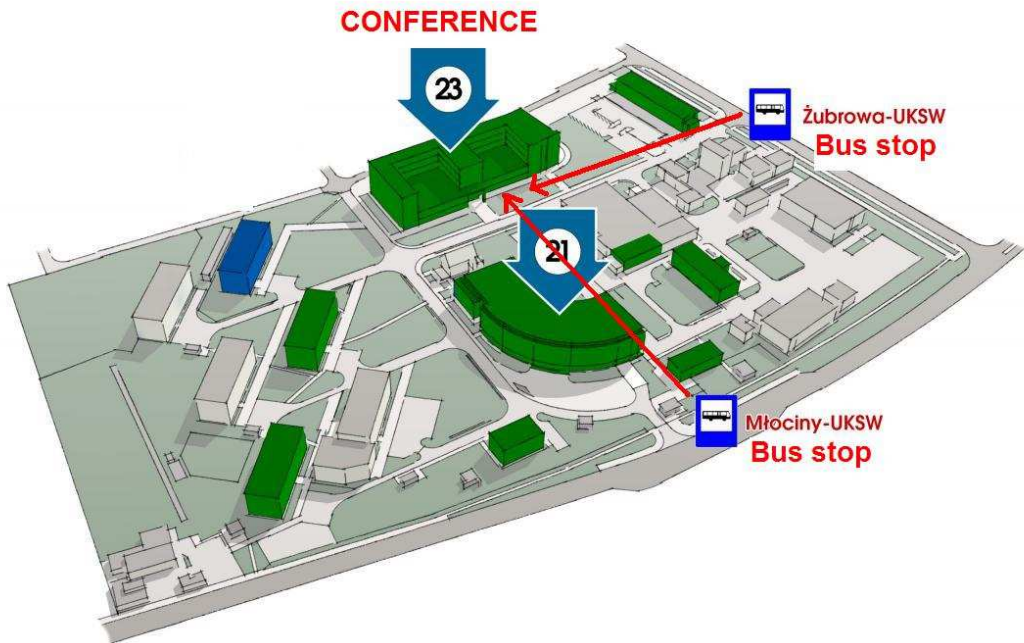 CONFERENCE
23
Żubrowa-UKSW
Bus stop
21
Młociny-UKSW
Bus stop